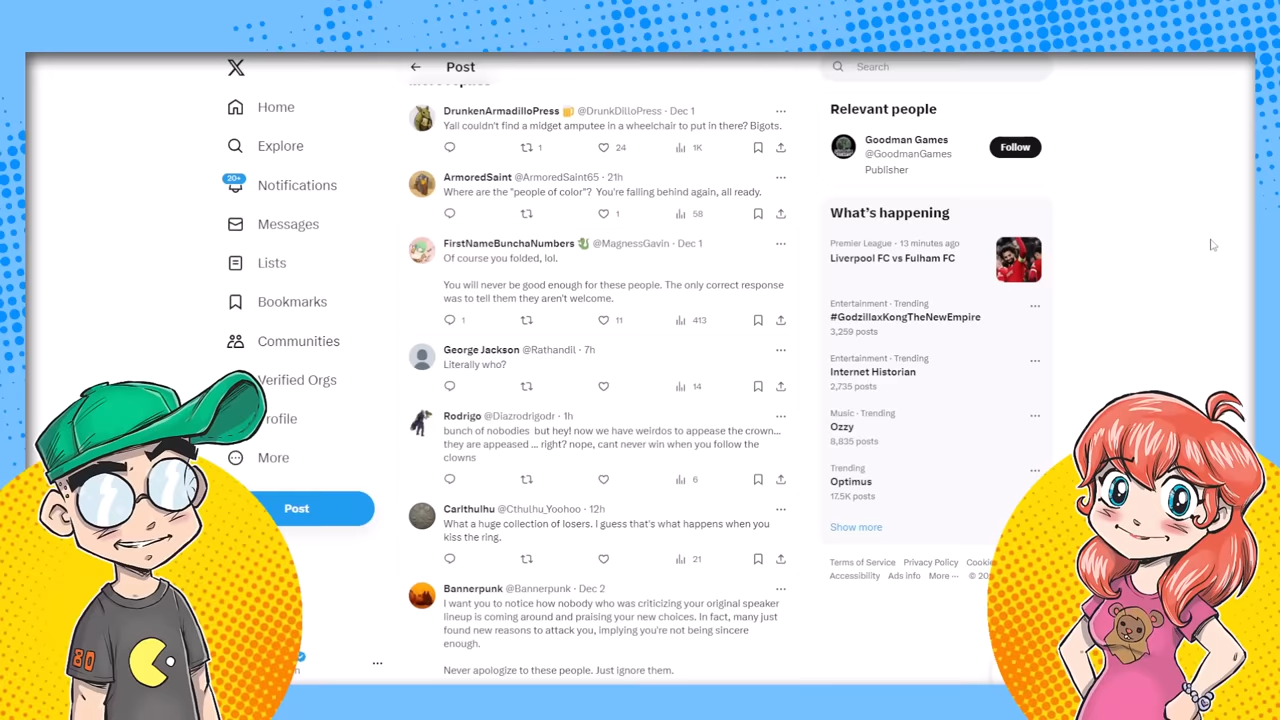 Post
Search
Home
Explore
20+
Notifications
Messages
Lists
Bookmarks
Communities
Verified Orgs
rofile
More
Post
DrunkenArmadilloPress 🍺 @DrunkDilloPress · Dec 1
Yall couldn't find a midget amputee in a wheelchair to put in there? Bigots.
1 24 1K
ArmoredSaint @ArmoredSaint65 · 21h
Where are the "people of color"? You're falling behind again, all ready.
1 58
FirstNameBunchaNumbers 🐉 @MagnessGavin · Dec 1
Of course you folded, lol.
You will never be good enough for these people. The only correct response
was to tell them they aren't welcome.
1 11 413
George Jackson @Rathandil · 7h
Literally who?
14
Rodrigo @Diazrodrigodr · 1h
bunch of nobodies but hey! now we have weirdos to appease the crown...
they are appeased ... right? nope, cant never win when you follow the
clowns
6
Carlthulhu @Cthulhu_Yoohoo · 12h
What a huge collection of losers. I guess that's what happens when you
kiss the ring.
21
Bannerpunk @Bannerpunk · Dec 2
I want you to notice how nobody who was criticizing your original speaker
lineup is coming around and praising your new choices. In fact, many just
found new reasons to attack you, implying you're not being sincere
enough.
Never apologize to these people. Just ignore them.
Relevant people
Goodman Games
@GoodmanGames
Publisher
Follow
What's happening
Premier League · 13 minutes ago
Liverpool FC vs Fulham FC
Entertainment · Trending
#GodzillaxKongTheNewEmpire
3,259 posts
Entertainment · Trending
Internet Historian
2,735 posts
Music · Trending
Ozzy
8,835 posts
Trending
Optimus
17.5K posts
Show more
Terms of Service Privacy Policy Cookie
Accessibility Ads info More ··· © 20
80